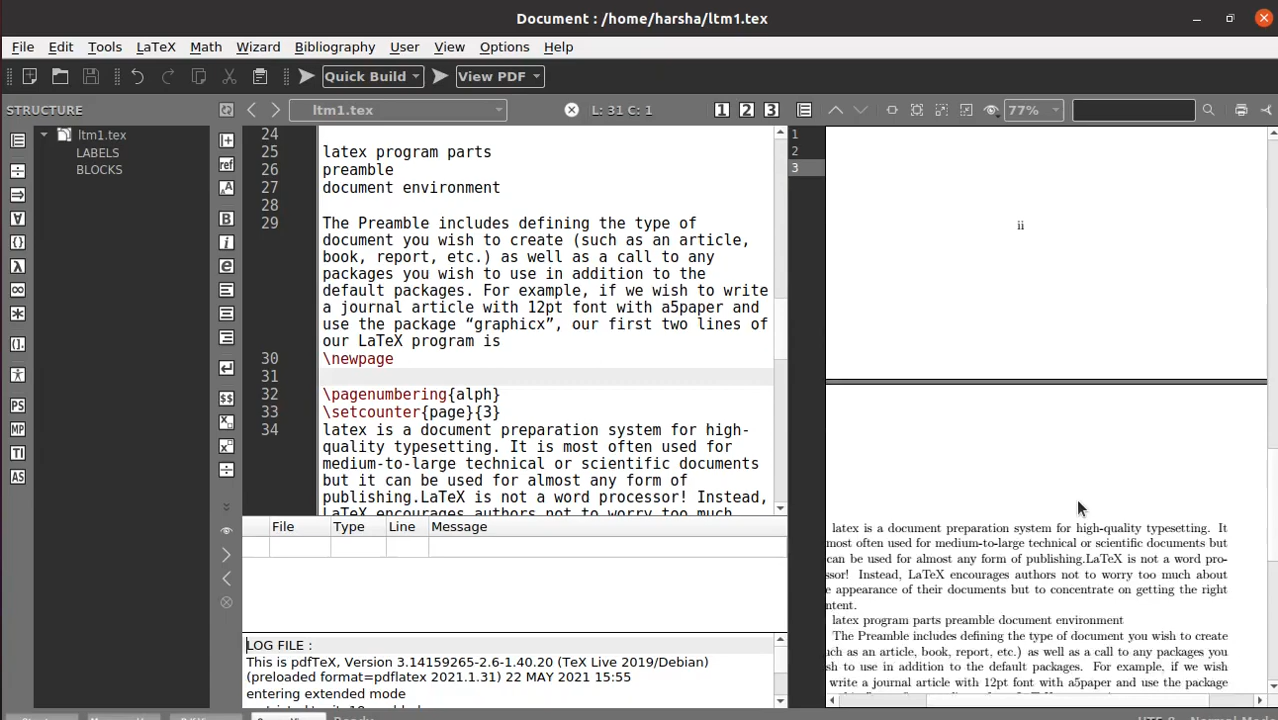 Document : /home/harsha/ltm1.tex
File Edit Tools LaTeX Math Wizard Bibliography User View Options Help
Quick Build View PDF
STRUCTURE ltm1.tex L: 31 C: 1 1 2 3 77%
ltm1.tex
LABELS
BLOCKS
24
25 latex program parts
26 preamble
27 document environment
28
29 The Preamble includes defining the type of
document you wish to create (such as an article,
book, report, etc.) as well as a call to any
packages you wish to use in addition to the
default packages. For example, if we wish to write
a journal article with 12pt font with a5paper and
use the package “graphicx”, our first two lines of
our LaTeX program is
30 \newpage
31
32 \pagenumbering{alph}
33 \setcounter{page}{3}
34 latex is a document preparation system for high-
quality typesetting. It is most often used for
medium-to-large technical or scientific documents
but it can be used for almost any form of
publishing.LaTeX is not a word processor! Instead,
LaTeX encourages authors not to worry too much
File Type Line Message
LOG FILE :
This is pdfTeX, Version 3.14159265-2.6-1.40.20 (TeX Live 2019/Debian)
(preloaded format=pdflatex 2021.1.31) 22 MAY 2021 15:55
entering extended mode
1
2
3
ii
latex is a document preparation system for high-quality typesetting. It
most often used for medium-to-large technical or scientific documents but
can be used for almost any form of publishing.LaTeX is not a word pro-
ssor! Instead, LaTeX encourages authors not to worry too much about
e appearance of their documents but to concentrate on getting the right
ntent.
latex program parts preamble document environment
The Preamble includes defining the type of document you wish to create
uch as an article, book, report, etc.) as well as a call to any packages you
sh to use in addition to the default packages. For example, if we wish
write a journal article with 12pt font with a5paper and use the package